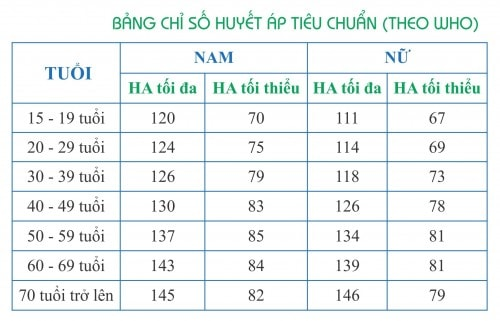 BẢNG CHỈ SỐ HUYẾT ÁP TIÊU CHUẨN (THEO WHO)
TUỔI NAM NỮ
HA tối đa HA tối thiểu HA tối đa HA tối thiểu
15 - 19 tuổi 120 70 111 67
20 - 29 tuổi 124 75 114 69
30 - 39 tuổi 126 79 118 73
40 - 49 tuổi 130 83 126 78
50 - 59 tuổi 137 85 134 81
60 - 69 tuổi 143 84 139 81
70 tuổi trở lên 145 82 146 79